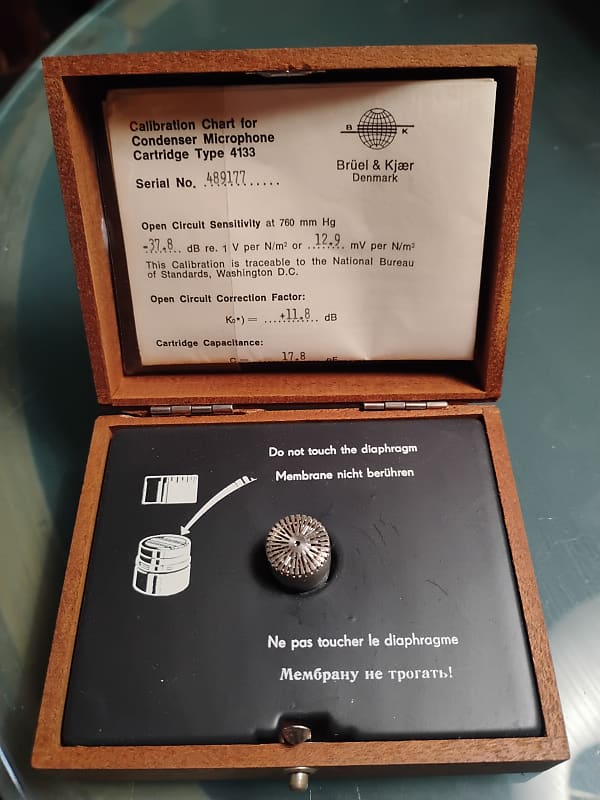 Calibration Chart for
Condenser Microphone
Cartridge Type 4133
Serial No. 489177
B K
Brüel & Kjær
Denmark
Open Circuit Sensitivity at 760 mm Hg
-37.8 dB re. 1 V per N/m² or 12.9 mV per N/m²
This Calibration is traceable to the National Bureau
of Standards, Washington D.C.
Open Circuit Correction Factor:
K₀*) = +11.8 dB
Cartridge Capacitance:
C = 17.8 pF
Do not touch the diaphragm
Membrane nicht berühren
Ne pas toucher le diaphragme
Мембрану не трогать!